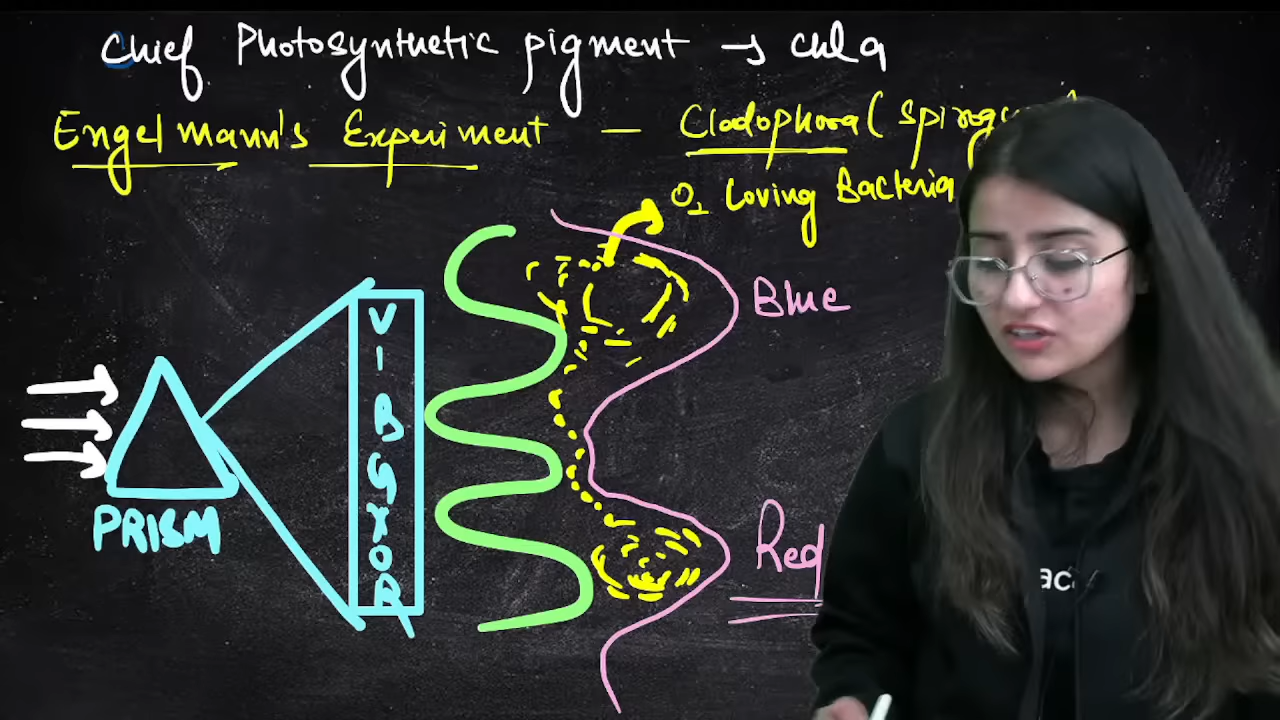 Chief Photosynthetic pigment → chl a
Engelmann's Experiment — Cladophora (
O2 Loving Bacteria
Blue
V
I
B
G
Y
O
R
PRISM
Red